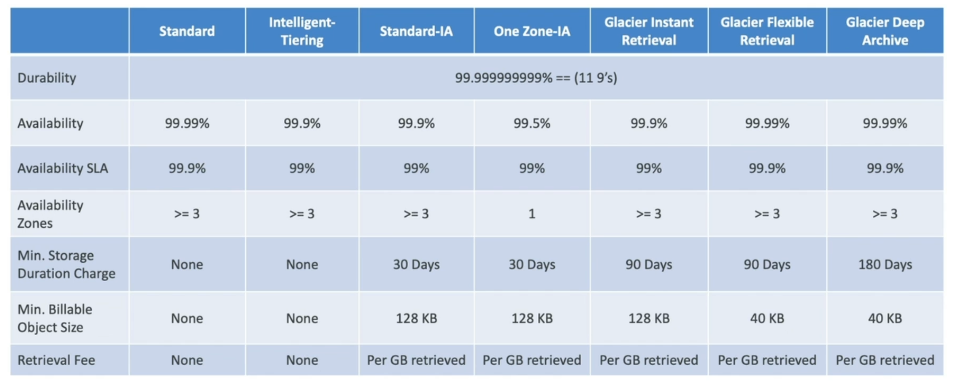 Standard Intelligent-Tiering Standard-IA One Zone-IA Glacier Instant Retrieval Glacier Flexible Retrieval Glacier Deep Archive
Durability 99.999999999% == (11 9’s)
Availability 99.99% 99.9% 99.9% 99.5% 99.9% 99.99% 99.99%
Availability SLA 99.9% 99% 99% 99% 99% 99.9% 99.9%
Availability Zones >= 3 >= 3 >= 3 1 >= 3 >= 3 >= 3
Min. Storage Duration Charge None None 30 Days 30 Days 90 Days 90 Days 180 Days
Min. Billable Object Size None None 128 KB 128 KB 128 KB 40 KB 40 KB
Retrieval Fee None None Per GB retrieved Per GB retrieved Per GB retrieved Per GB retrieved Per GB retrieved